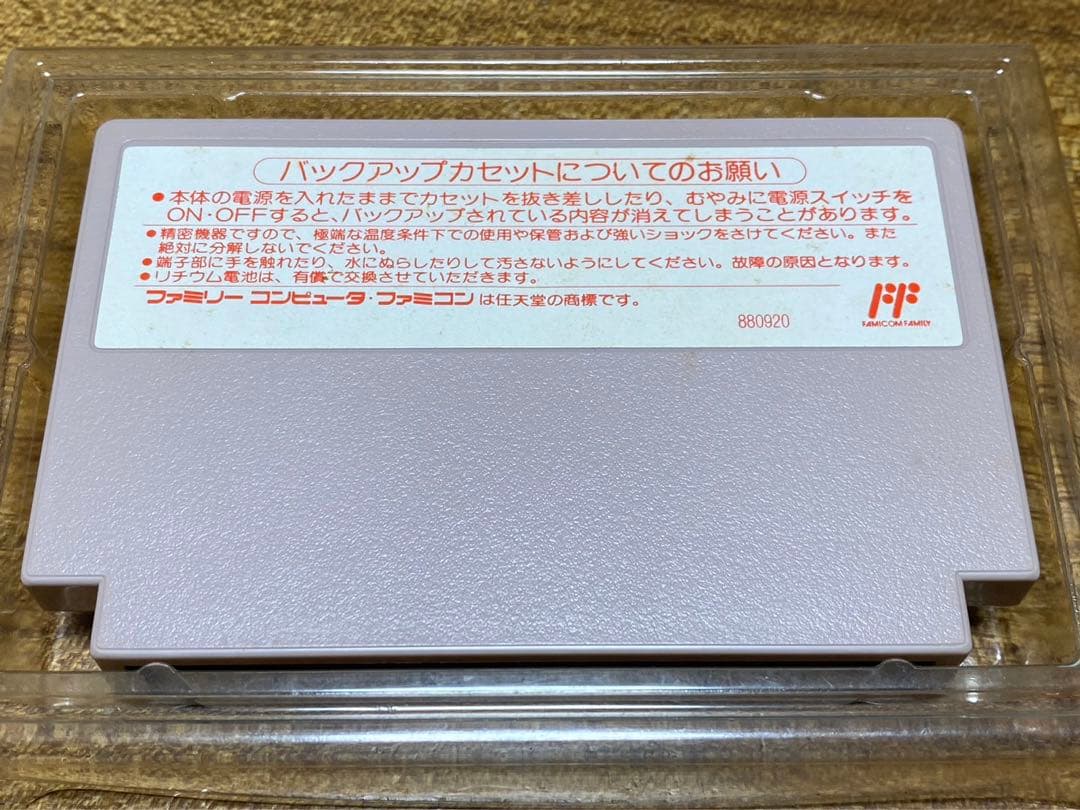 バックアップカセットについてのお願い
●本体の電源を入れたままでカセットを抜き差ししたり、むやみに電源スイッチを
ON・OFFすると、バックアップされている内容が消えてしまうことがあります。
●精密機器ですので、極端な温度条件下での使用や保管および強いショックをさけてください。また
絶対に分解しないでください。
●端子部に手を触れたり、水にぬらしたりして汚さないようにしてください。故障の原因となります。
●リチウム電池は、有償で交換させていただきます。
ファミリー コンピュータ・ファミコン は任天堂の商標です。
880920
FF
FAMICOM FAMILY